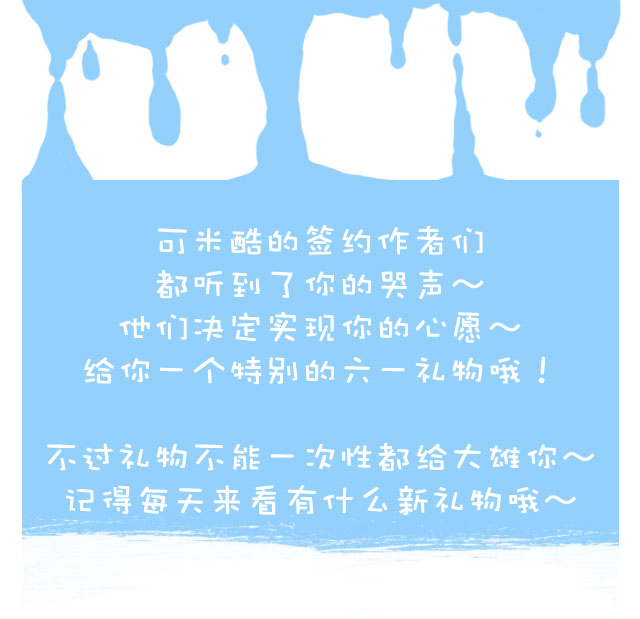 可米酷的签约作者们
都听到了你的哭声～
他们决定实现你的心愿～
给你一个特别的六一礼物哦！
不过礼物不能一次性都给大雄你～
记得每天来看有什么新礼物哦～